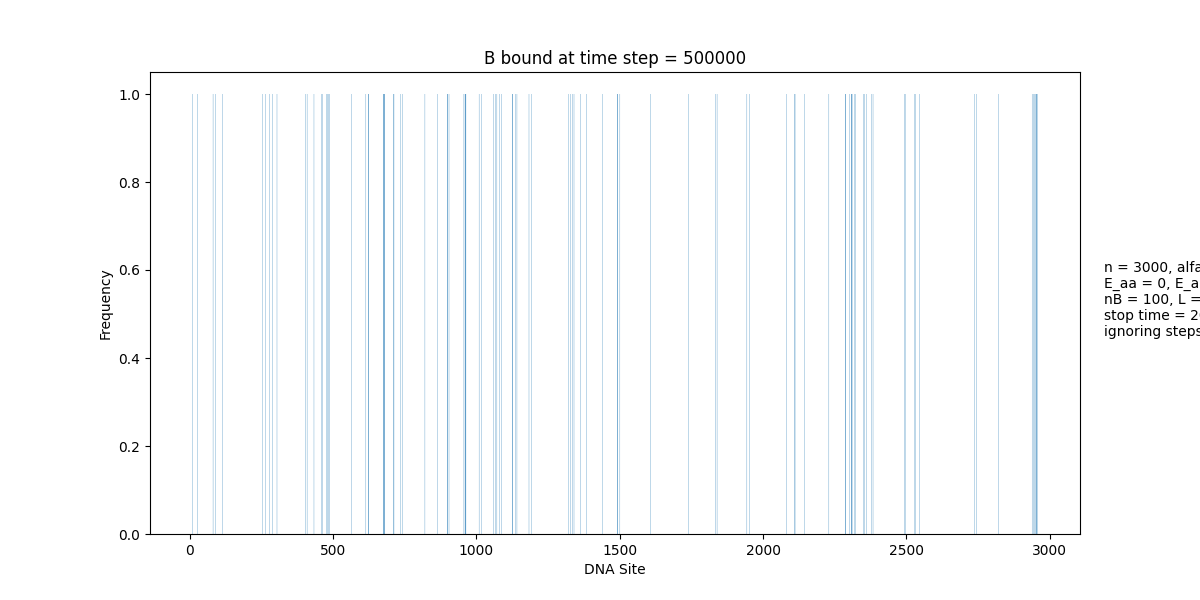 B bound at time step = 500000
1.0
0.8
0.6
0.4
0.2
0.0
Frequency
0 500 1000 1500 2000 2500 3000
DNA Site
n = 3000, alfa
E_aa = 0, E_a
nB = 100, L =
stop time = 2
ignoring steps